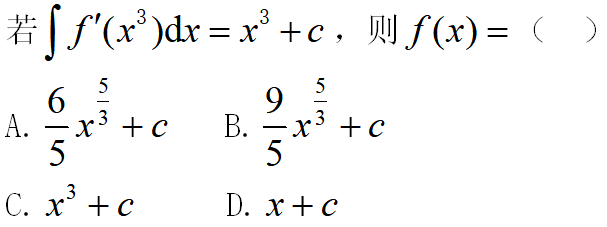 若∫f′(x³)dx = x³ + c，则 f(x) = （　）
A. 6/5 x^(5/3) + c　B. 9/5 x^(5/3) + c
C. x³ + c　D. x + c